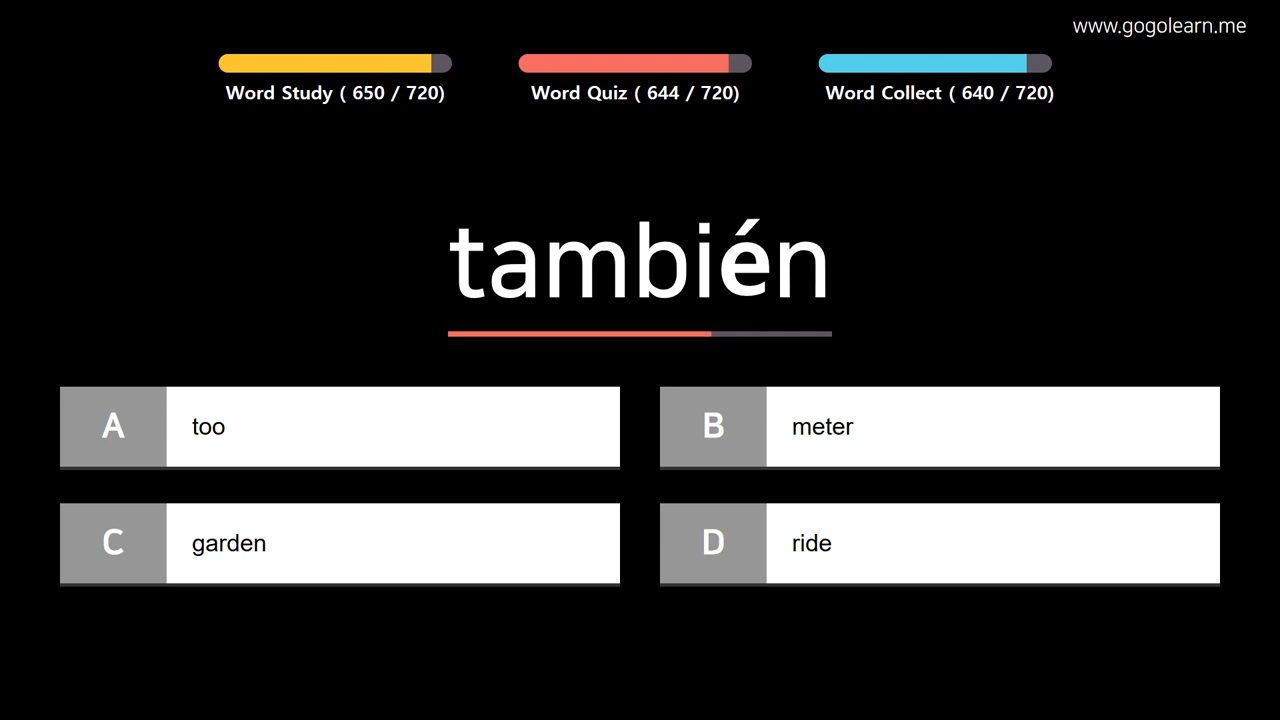 www.gogolearn.me
Word Study ( 650 / 720)
Word Quiz ( 644 / 720)
Word Collect ( 640 / 720)
también
A too
B meter
C garden
D ride